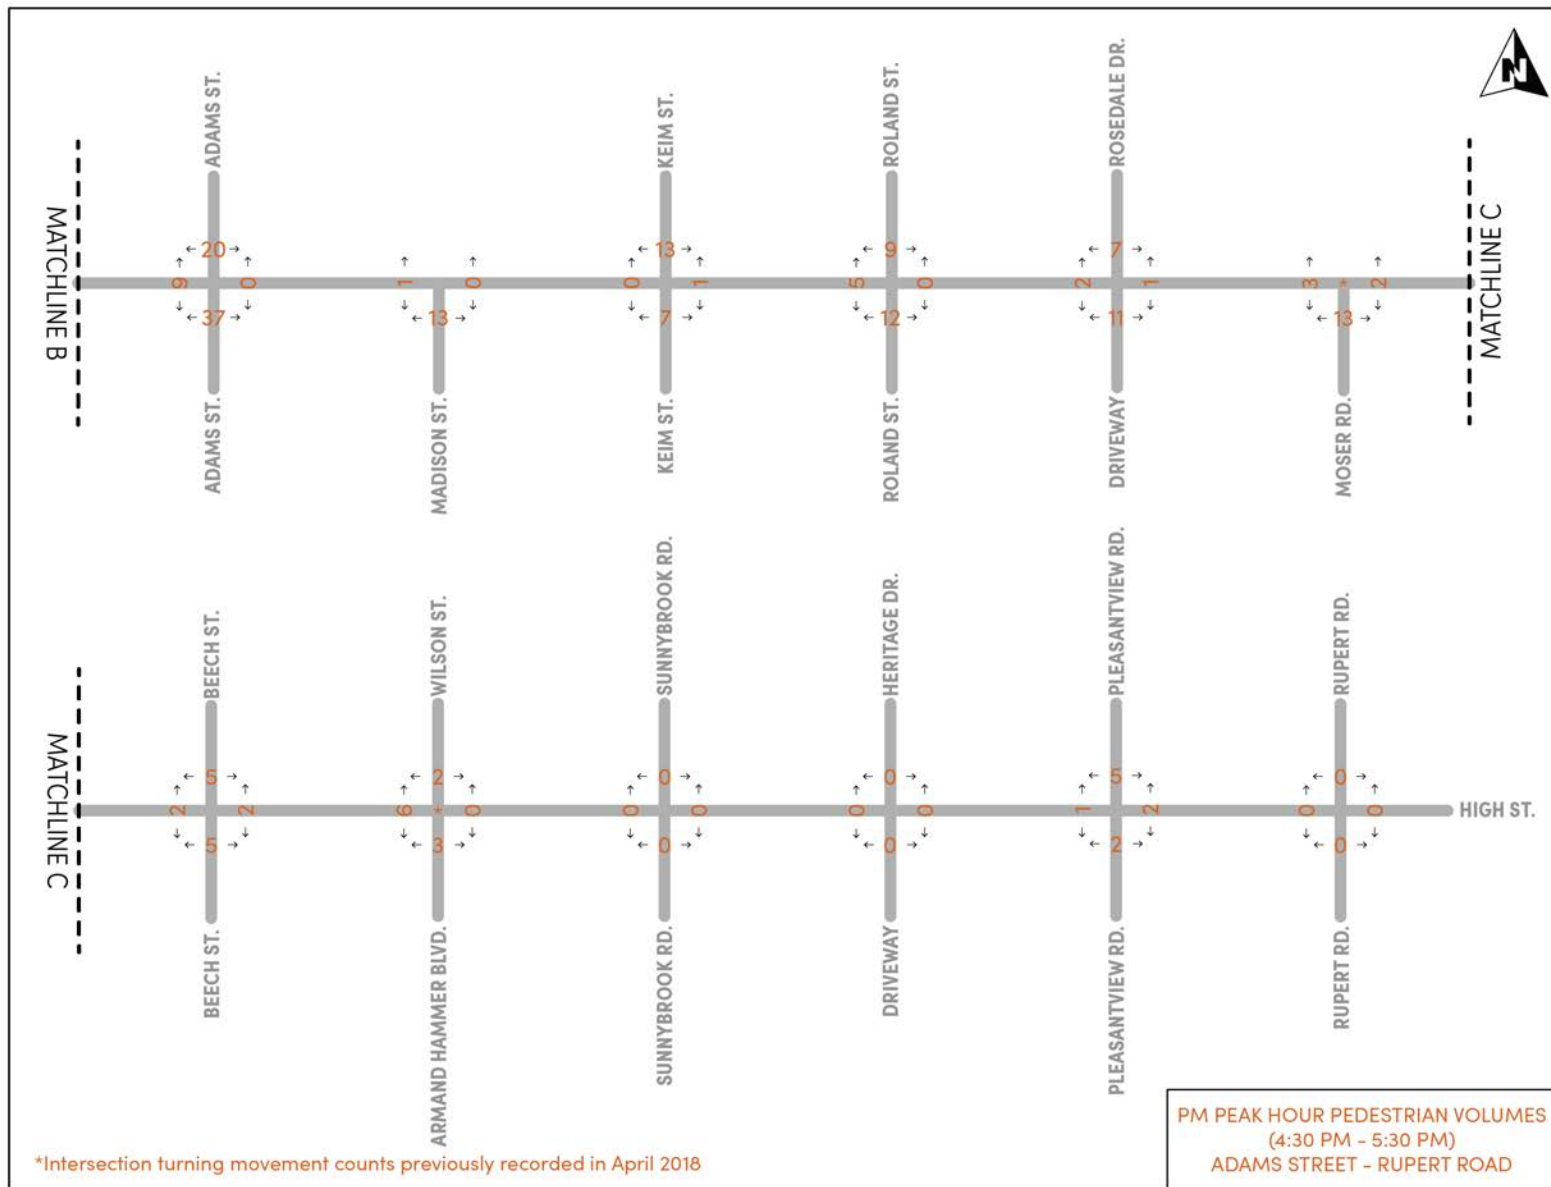 N
ADAMS ST.
KEIM ST.
ROLAND ST.
ROSEDALE DR.
MATCHLINE B
MATCHLINE C
20
13
9
7
9
0
1
0
0
1
5
0
2
1
3
*
2
37
13
7
12
11
13
ADAMS ST.
MADISON ST.
KEIM ST.
ROLAND ST.
DRIVEWAY
MOSER RD.
BEECH ST.
WILSON ST.
SUNNYBROOK RD.
HERITAGE DR.
PLEASANTVIEW RD.
RUPERT RD.
MATCHLINE C
5
2
0
0
5
0
2
2
6
*
0
0
0
0
0
1
2
0
0
HIGH ST.
5
3
0
0
2
0
BEECH ST.
ARMAND HAMMER BLVD.
SUNNYBROOK RD.
DRIVEWAY
PLEASANTVIEW RD.
RUPERT RD.
*Intersection turning movement counts previously recorded in April 2018
PM PEAK HOUR PEDESTRIAN VOLUMES
(4:30 PM - 5:30 PM)
ADAMS STREET - RUPERT ROAD